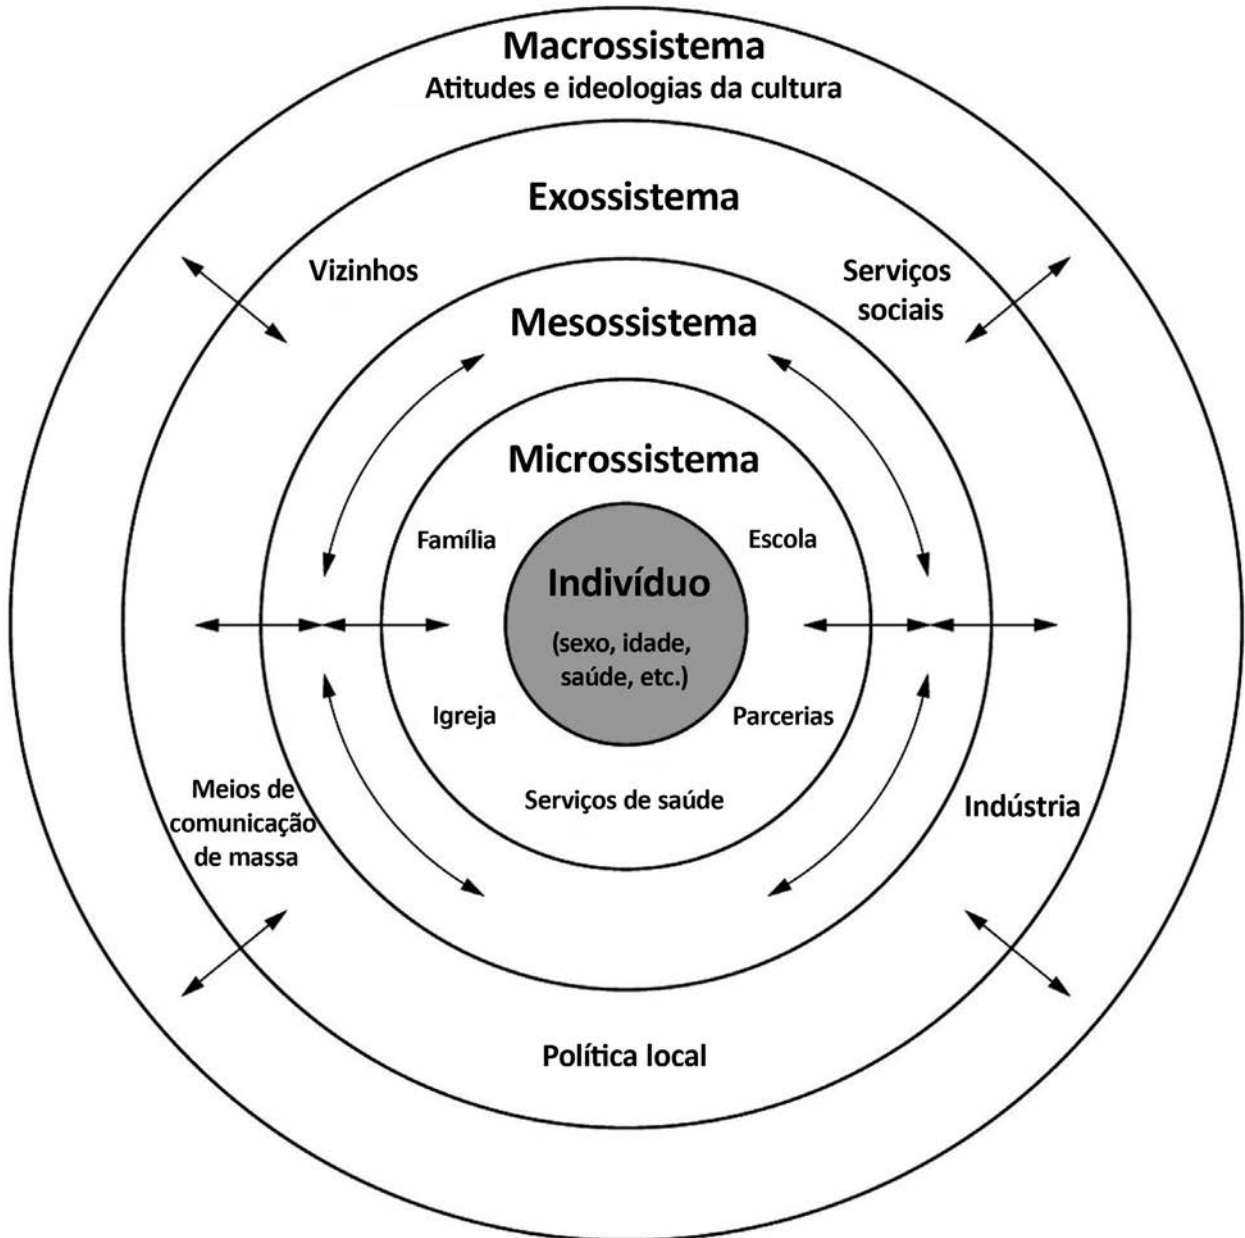 Macrossistema
Atitudes e ideologias da cultura
Exossistema
Vizinhos
Serviços
sociais
Mesossistema
Microssistema
Família
Escola
Indivíduo
(sexo, idade,
saúde, etc.)
Igreja
Parcerias
Serviços de saúde
Meios de
comunicação
de massa
Indústria
Política local